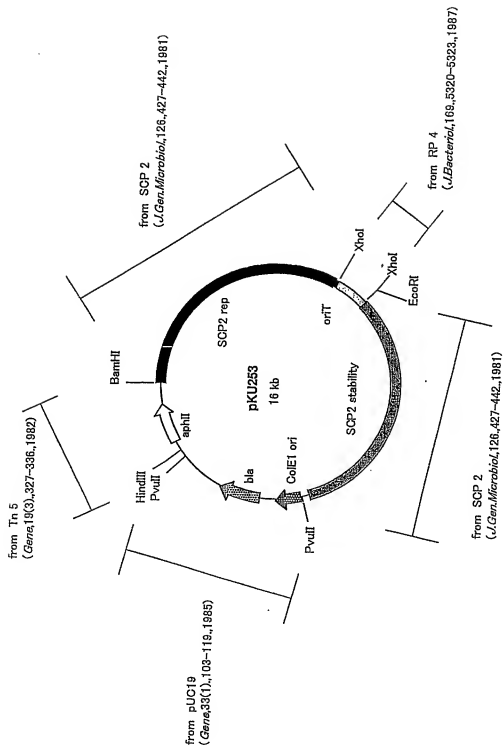 from SCP 2
(J.Gen.Microbiol,126,,427-442,,1981)
from RP 4
(J.Bacteriol,169,,5320-5323,,1987)
XhoI
XhoI
EcoRI
oriT
SCP2 rep
BamHI
pKU253
16 kb
SCP2 stability
aphII
HindIII
PvuII
bla
ColE1 ori
PvuII
from Tn 5
(Gene,19(3),,327-336,,1982)
from SCP 2
(J.Gen.Microbiol,126,,427-442,,1981)
from pUC19
(Gene,33(1),,103-119,,1985)